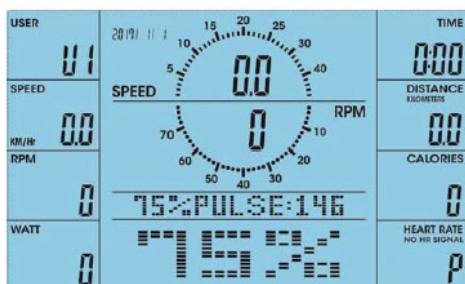 USER
U1
SPEED
KM/Hr 0.0
RPM
0
WATT
0
2019/ 1/ 1
5 10 15 20 25 30 40
SPEED 0.0
0 RPM
70 60 50 40 30 20 10
75%PULSE:146
75%
TIME
0:00
DISTANCE
KILOMETERS
0.0
CALORIES
0
HEART RATE
NO HR SIGNAL
P